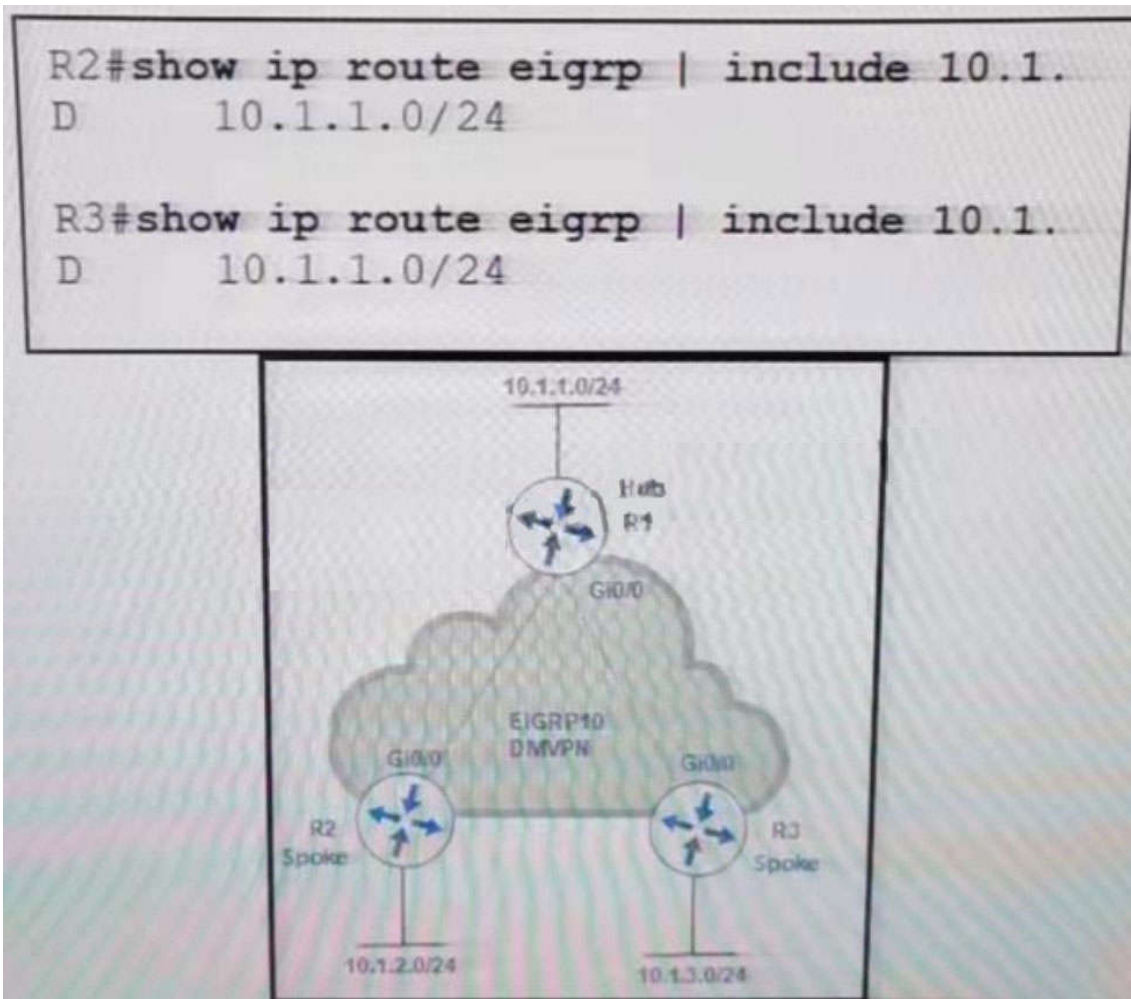 R2#show ip route eigrp | include 10.1.
D 10.1.1.0/24
R3#show ip route eigrp | include 10.1.
D 10.1.1.0/24
10.1.1.0/24
Hub
R1
Gi0/0
EIGRP10
DMVPN
Gi0/0
Gi0/0
R2
Spoke
R3
Spoke
10.1.2.0/24
10.1.3.0/24